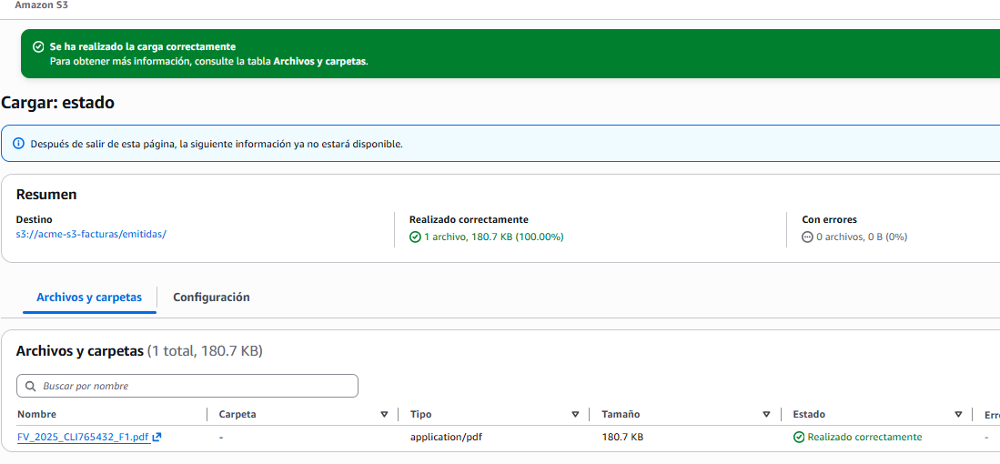 Amazon S3
Se ha realizado la carga correctamente
Para obtener más información, consulte la tabla Archivos y carpetas.
Cargar: estado
Después de salir de esta página, la siguiente información ya no estará disponible.
Resumen
Destino
s3://acme-s3-facturas/emitidas/
Realizado correctamente
1 archivo, 180.7 KB (100.00%)
Con errores
0 archivos, 0 B (0%)
Archivos y carpetas
Configuración
Archivos y carpetas (1 total, 180.7 KB)
Buscar por nombre
Nombre Carpeta Tipo Tamaño Estado
FV_2025_CLI765432_F1.pdf - application/pdf 180.7 KB Realizado correctamente -